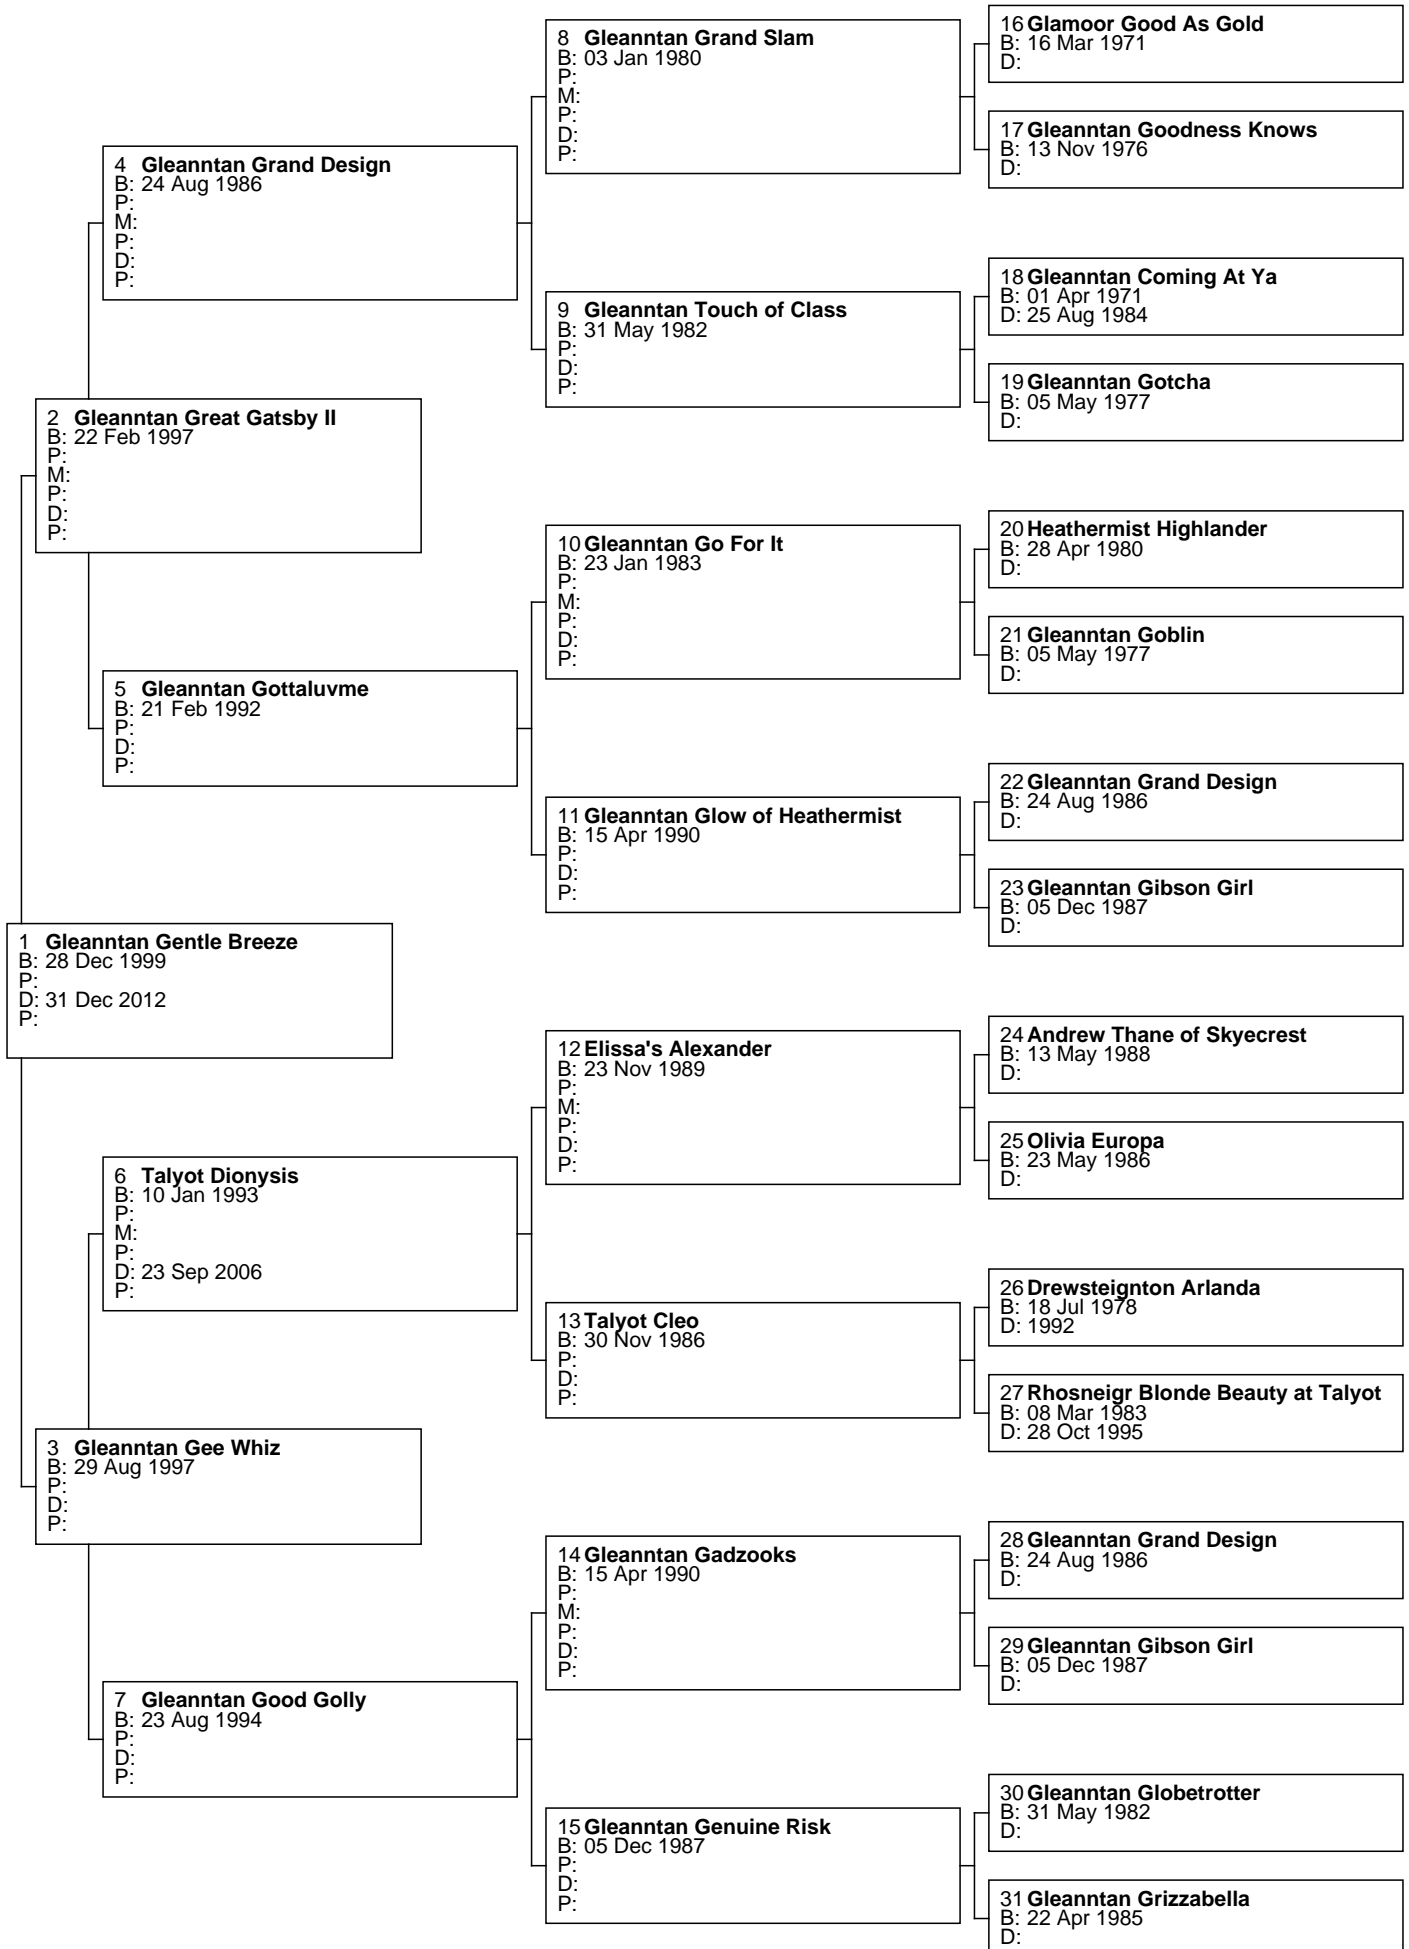 16 Glamoor Good As Gold
B: 16 Mar 1971
D:
8 Gleanntan Grand Slam
B: 03 Jan 1980
P:
M:
P:
D:
P:
17 Gleanntan Goodness Knows
B: 13 Nov 1976
D:
4 Gleanntan Grand Design
B: 24 Aug 1986
P:
M:
P:
D:
P:
18 Gleanntan Coming At Ya
B: 01 Apr 1971
D: 25 Aug 1984
9 Gleanntan Touch of Class
B: 31 May 1982
P:
D:
P:
19 Gleanntan Gotcha
B: 05 May 1977
D:
2 Gleanntan Great Gatsby II
B: 22 Feb 1997
P:
M:
P:
D:
P:
20 Heathermist Highlander
B: 28 Apr 1980
D:
10 Gleanntan Go For It
B: 23 Jan 1983
P:
M:
P:
D:
P:
21 Gleanntan Goblin
B: 05 May 1977
D:
5 Gleanntan Gottaluvme
B: 21 Feb 1992
P:
D:
P:
22 Gleanntan Grand Design
B: 24 Aug 1986
D:
11 Gleanntan Glow of Heathermist
B: 15 Apr 1990
P:
D:
P:
23 Gleanntan Gibson Girl
B: 05 Dec 1987
D:
1 Gleanntan Gentle Breeze
B: 28 Dec 1999
P:
D: 31 Dec 2012
P:
24 Andrew Thane of Skyecrest
B: 13 May 1988
D:
12 Elissa's Alexander
B: 23 Nov 1989
P:
M:
P:
D:
P:
25 Olivia Europa
B: 23 May 1986
D:
6 Talyot Dionysis
B: 10 Jan 1993
P:
M:
P:
D: 23 Sep 2006
P:
26 Drewsteignton Arlanda
B: 18 Jul 1978
D: 1992
13 Talyot Cleo
B: 30 Nov 1986
P:
D:
P:
27 Rhosneigr Blonde Beauty at Talyot
B: 08 Mar 1983
D: 28 Oct 1995
3 Gleanntan Gee Whiz
B: 29 Aug 1997
P:
D:
P:
28 Gleanntan Grand Design
B: 24 Aug 1986
D:
14 Gleanntan Gadzooks
B: 15 Apr 1990
P:
M:
P:
D:
P:
29 Gleanntan Gibson Girl
B: 05 Dec 1987
D:
7 Gleanntan Good Golly
B: 23 Aug 1994
P:
D:
P:
30 Gleanntan Globetrotter
B: 31 May 1982
D:
15 Gleanntan Genuine Risk
B: 05 Dec 1987
P:
D:
P:
31 Gleanntan Grizzabella
B: 22 Apr 1985
D: